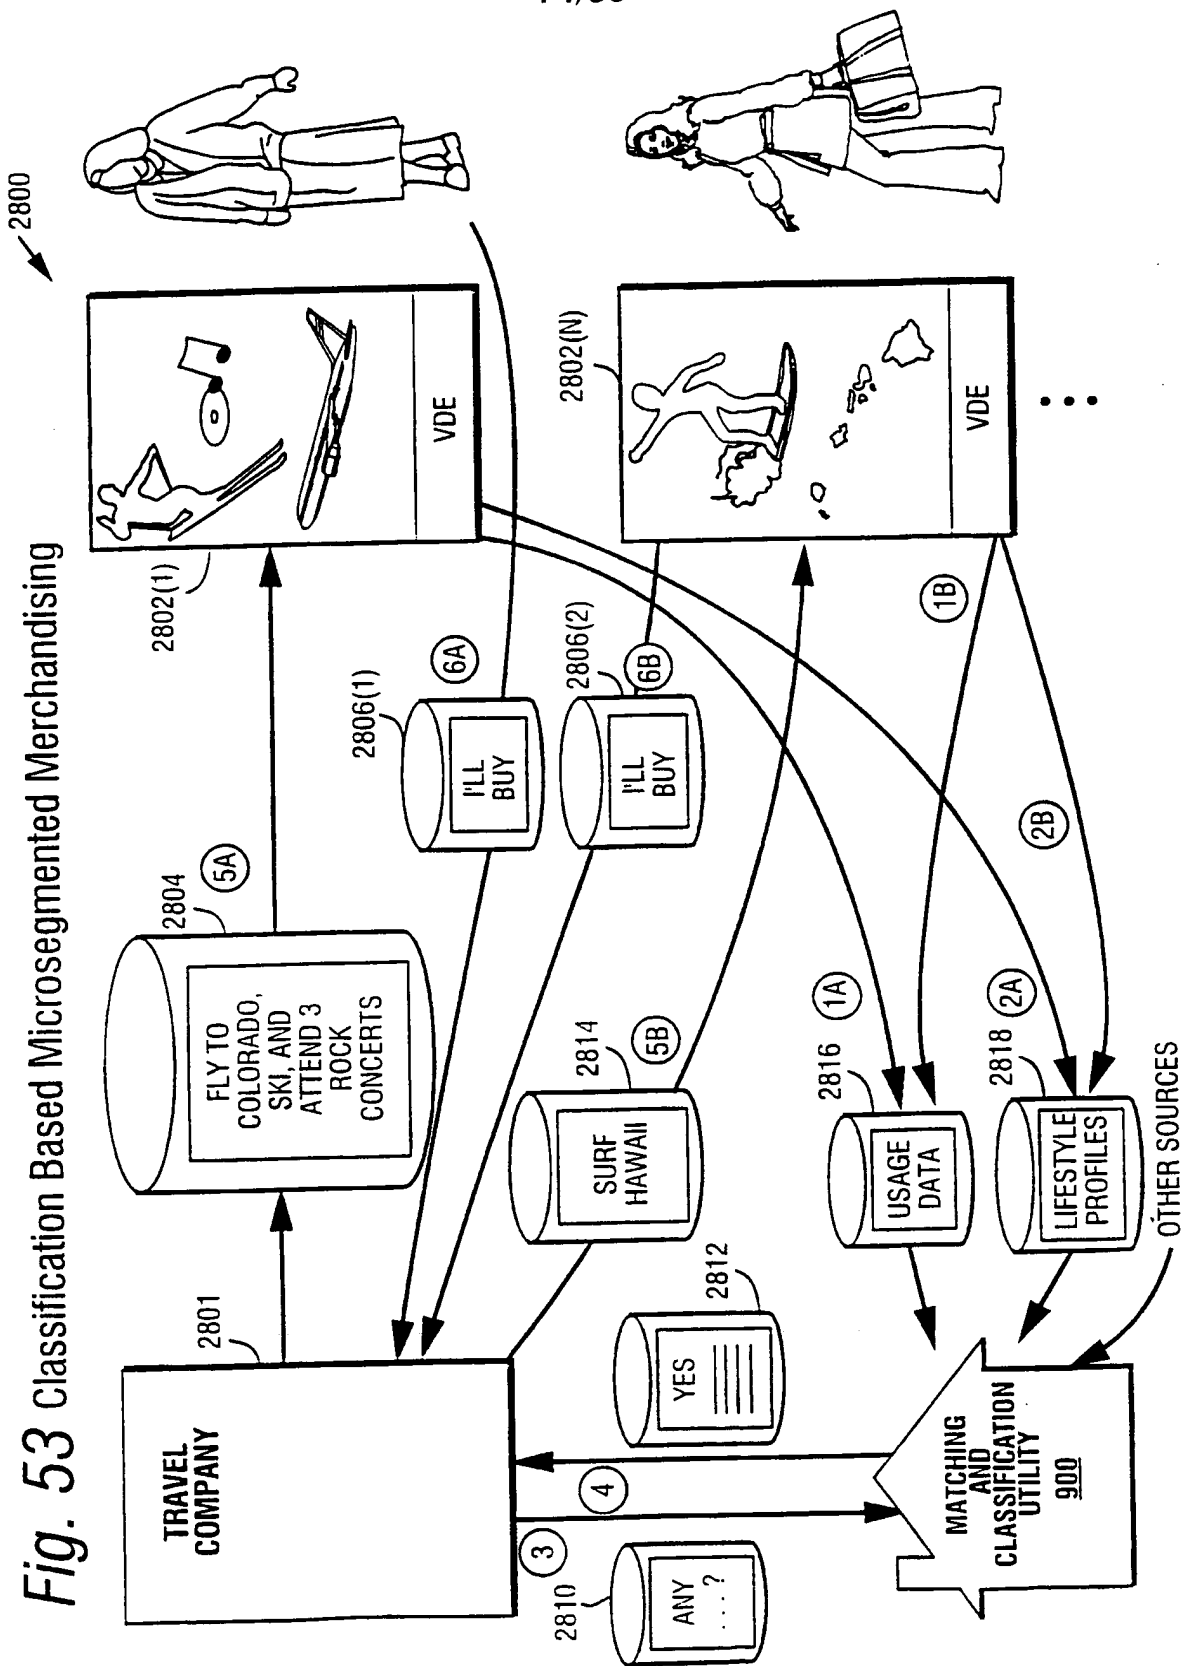 Fig. 53 Classification Based Microsegmented Merchandising
2800
TRAVEL
COMPANY
2801
2804
FLY TO
COLORADO,
SKI, AND
ATTEND 3
ROCK
CONCERTS
5A
2802(1)
VDE
2806(1)
6A
I'LL
BUY
2806(2)
6B
I'LL
BUY
2802(N)
VDE
2814
SURF
HAWAII
5B
3
4
2810
ANY
...?
2812
YES
1A
1B
2816
USAGE
DATA
2A
2B
2818
LIFESTYLE
PROFILES
OTHER SOURCES
MATCHING
AND
CLASSIFICATION
UTILITY
900